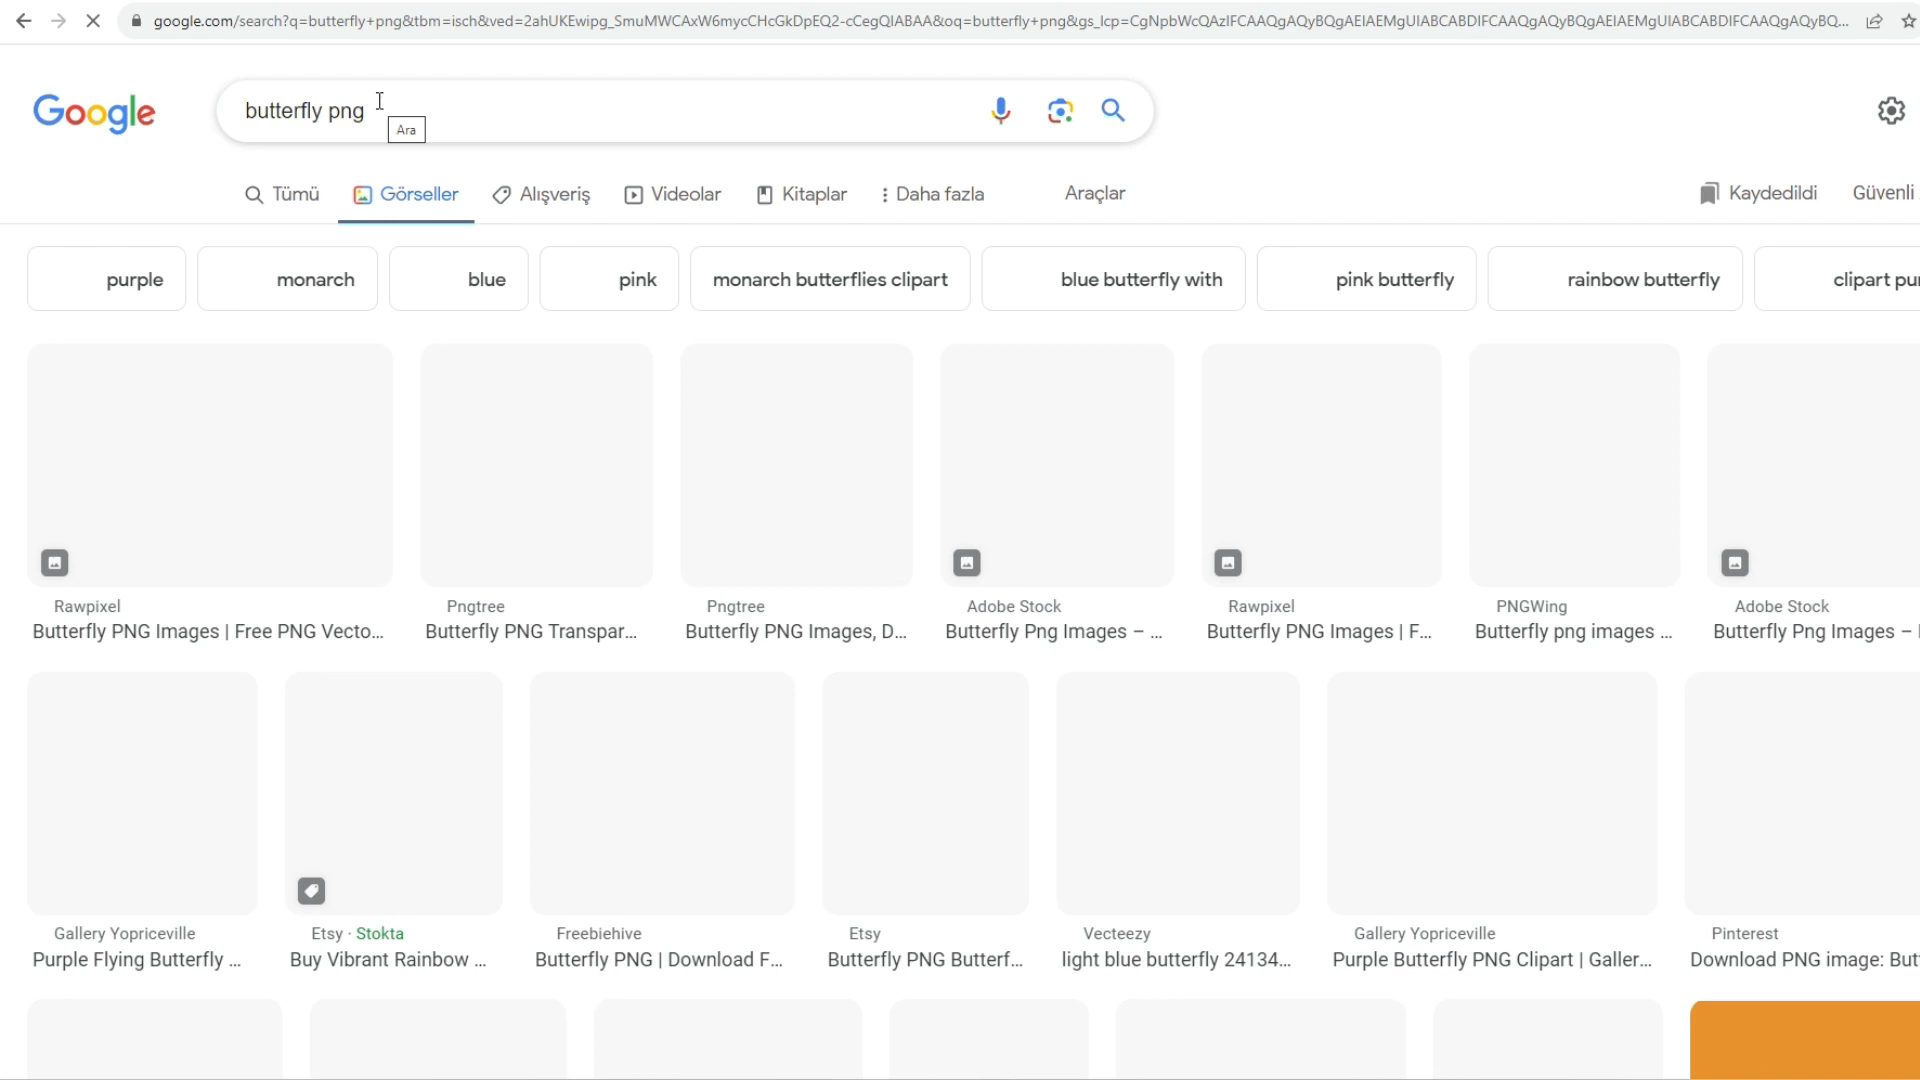 google.com/search?q=butterfly+png&tbm=isch&ved=2ahUKEwipg_SmuMWCAxW6mycCHcGkDpEQ2-cCegQIABAA&oq=butterfly+png&gs_lcp=CgNpbWcQAzIFCAAQgAQyBQgAEIAEMgUIABCABDIFCAAQgAQyBQgAEIAEMgUIABCABDIFCAAQgAQyBQ...
Google
butterfly png
Ara
Tümü Görseller Alışveriş Videolar Kitaplar Daha fazla Araçlar Kaydedildi Güvenli
purple monarch blue pink monarch butterflies clipart blue butterfly with pink butterfly rainbow butterfly clipart pur
Rawpixel Pngtree Pngtree Adobe Stock Rawpixel PNGWing Adobe Stock
Butterfly PNG Images | Free PNG Vecto... Butterfly PNG Transpar... Butterfly PNG Images, D... Butterfly Png Images – ... Butterfly PNG Images | F... Butterfly png images ... Butterfly Png Images –
Gallery Yopriceville Etsy · Stokta Freebiehive Etsy Vecteezy Gallery Yopriceville Pinterest
Purple Flying Butterfly ... Buy Vibrant Rainbow ... Butterfly PNG | Download F... Butterfly PNG Butterf... light blue butterfly 24134... Purple Butterfly PNG Clipart | Galler... Download PNG image: But